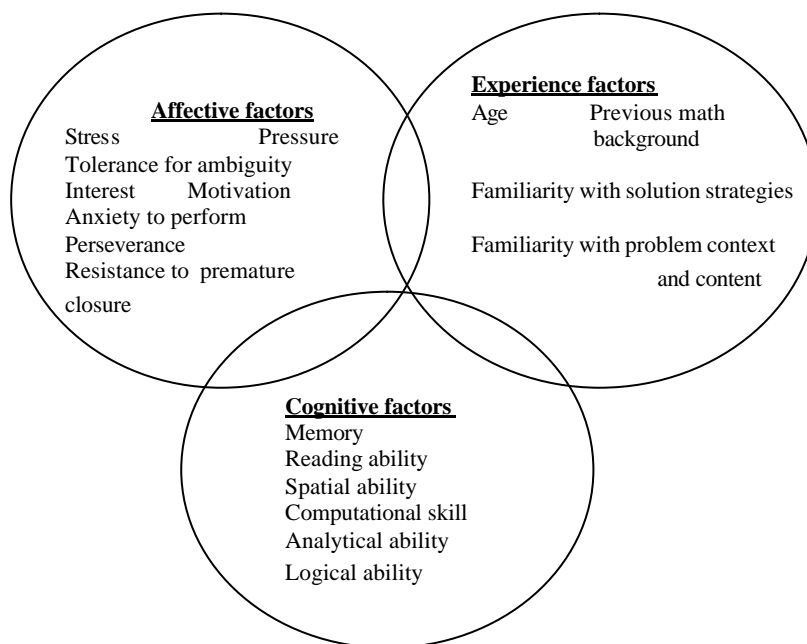 Affective factors
Stress Pressure
Tolerance for ambiguity
Interest Motivation
Anxiety to perform
Perseverance
Resistance to premature
closure
Experience factors
Age Previous math
background
Familiarity with solution strategies
Familiarity with problem context
and content
Cognitive factors
Memory
Reading ability
Spatial ability
Computational skill
Analytical ability
Logical ability